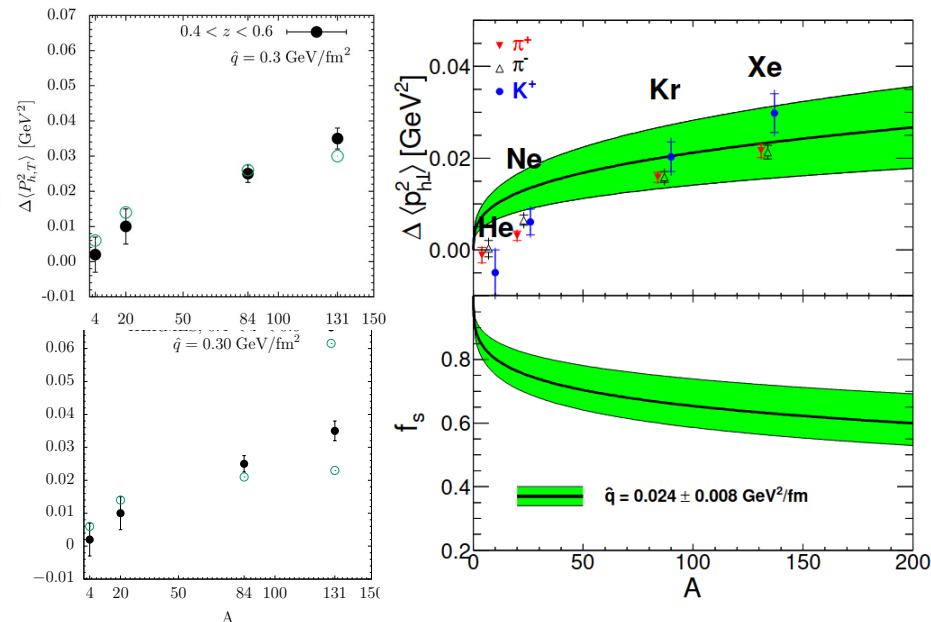 0.07
0.06
0.05
0.04
0.03
0.02
0.01
0.00
-0.01
Δ⟨P²h,T⟩ [GeV²]
0.4 < z < 0.6
q̂ = 0.3 GeV/fm²
4 20 50 84 100 131 150
q̂ = 0.30 GeV/fm²
0.06
0.05
0.04
0.03
0.02
0.01
0
−0.01
4 20 50 84 100 131
A
0.04
0.02
0.00
Δ ⟨p²h⊥⟩ [GeV²]
π⁺
π⁻
K⁺
He
Ne
Kr
Xe
0.8
0.6
0.4
0.2
fs
q̂ = 0.024 ± 0.008 GeV²/fm
0 50 100 150 200
A